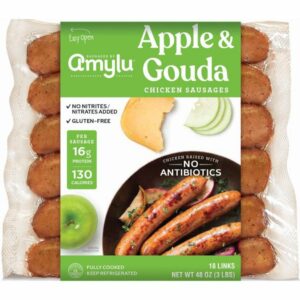 Easy Open
SAUSAGES BY
amylu
Apple &
Gouda
CHICKEN SAUSAGES
✓ NO NITRITES/
NITRATES ADDED
✓ GLUTEN-FREE
PER
SAUSAGE
16g
PROTEIN
130
CALORIES
CHICKEN RAISED WITH
NO
ANTIBIOTICS
FULLY COOKED
KEEP REFRIGERATED
18 LINKS
NET WT 48 OZ (3 LBS)